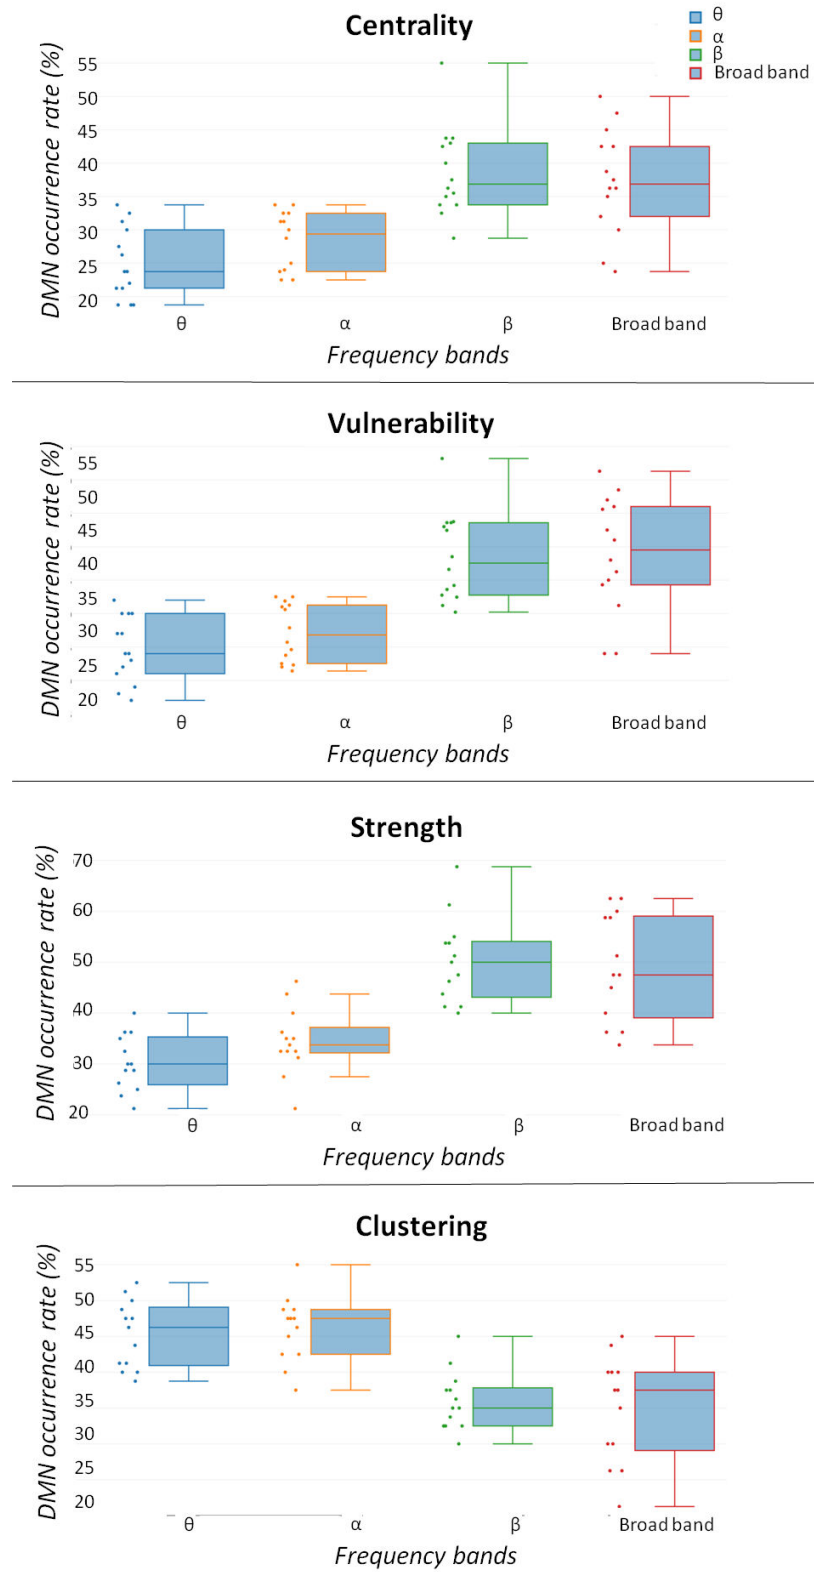 Centrality
θ
α
β
Broad band
DMN occurrence rate (%)
55
50
45
40
35
30
25
20
θ α β Broad band
Frequency bands
Vulnerability
DMN occurrence rate (%)
55
50
45
40
35
30
25
20
θ α β Broad band
Frequency bands
Strength
DMN occurrence rate (%)
70
60
50
40
30
20
θ α β Broad band
Frequency bands
Clustering
DMN occurrence rate (%)
55
50
45
40
35
30
25
20
θ α β Broad band
Frequency bands